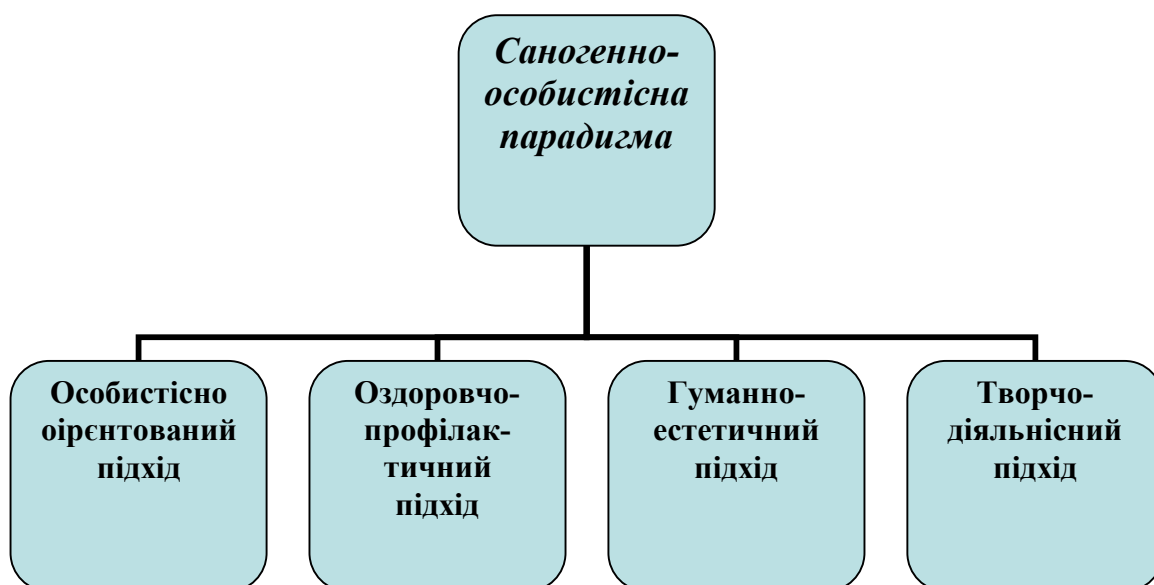 Саногенно-
особистісна
парадигма
Особистісно
оірєнтований
підхід
Оздоровчо-
профілак-
тичний
підхід
Гуманно-
естетичний
підхід
Творчо-
діяльнісний
підхід